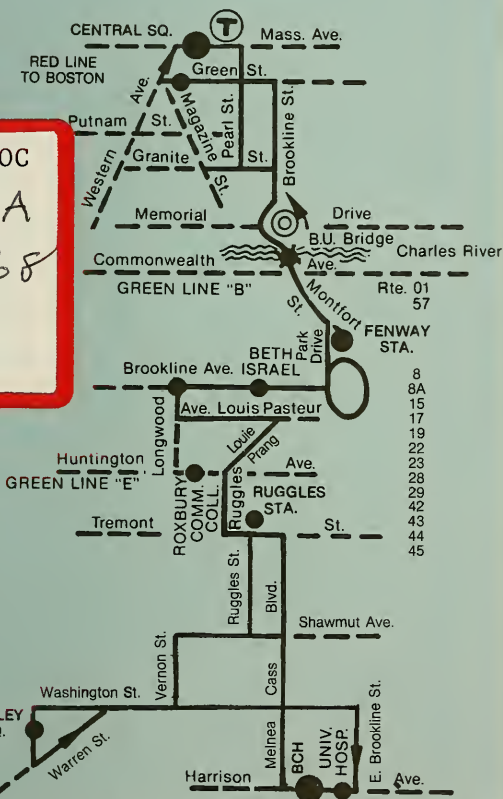 T
CENTRAL SQ.
Mass. Ave.
RED LINE
TO BOSTON
Green St.
Western Ave.
Magazine St.
Pearl St.
Brookline St.
Putnam St.
Granite St.
OC
A
68
Memorial Drive
B.U. Bridge
Charles River
Commonwealth Ave.
GREEN LINE "B"
Rte. 01
57
Montfort St.
FENWAY
STA.
Park
Drive
BETH
ISRAEL
Brookline Ave.
8
8A
15
17
19
22
23
28
29
42
43
44
45
Longwood
Ave. Louis Pasteur
Louie
Prang
Huntington Ave.
GREEN LINE "E"
ROXBURY
COMM.
COLL.
Ruggles
RUGGLES
STA.
Tremont St.
Ruggles St.
Melnea Cass Blvd.
Shawmut Ave.
Vernon St.
Washington St.
LEY
Warren St.
BCH
UNIV.
HOSP.
E. Brookline St.
Harrison Ave.